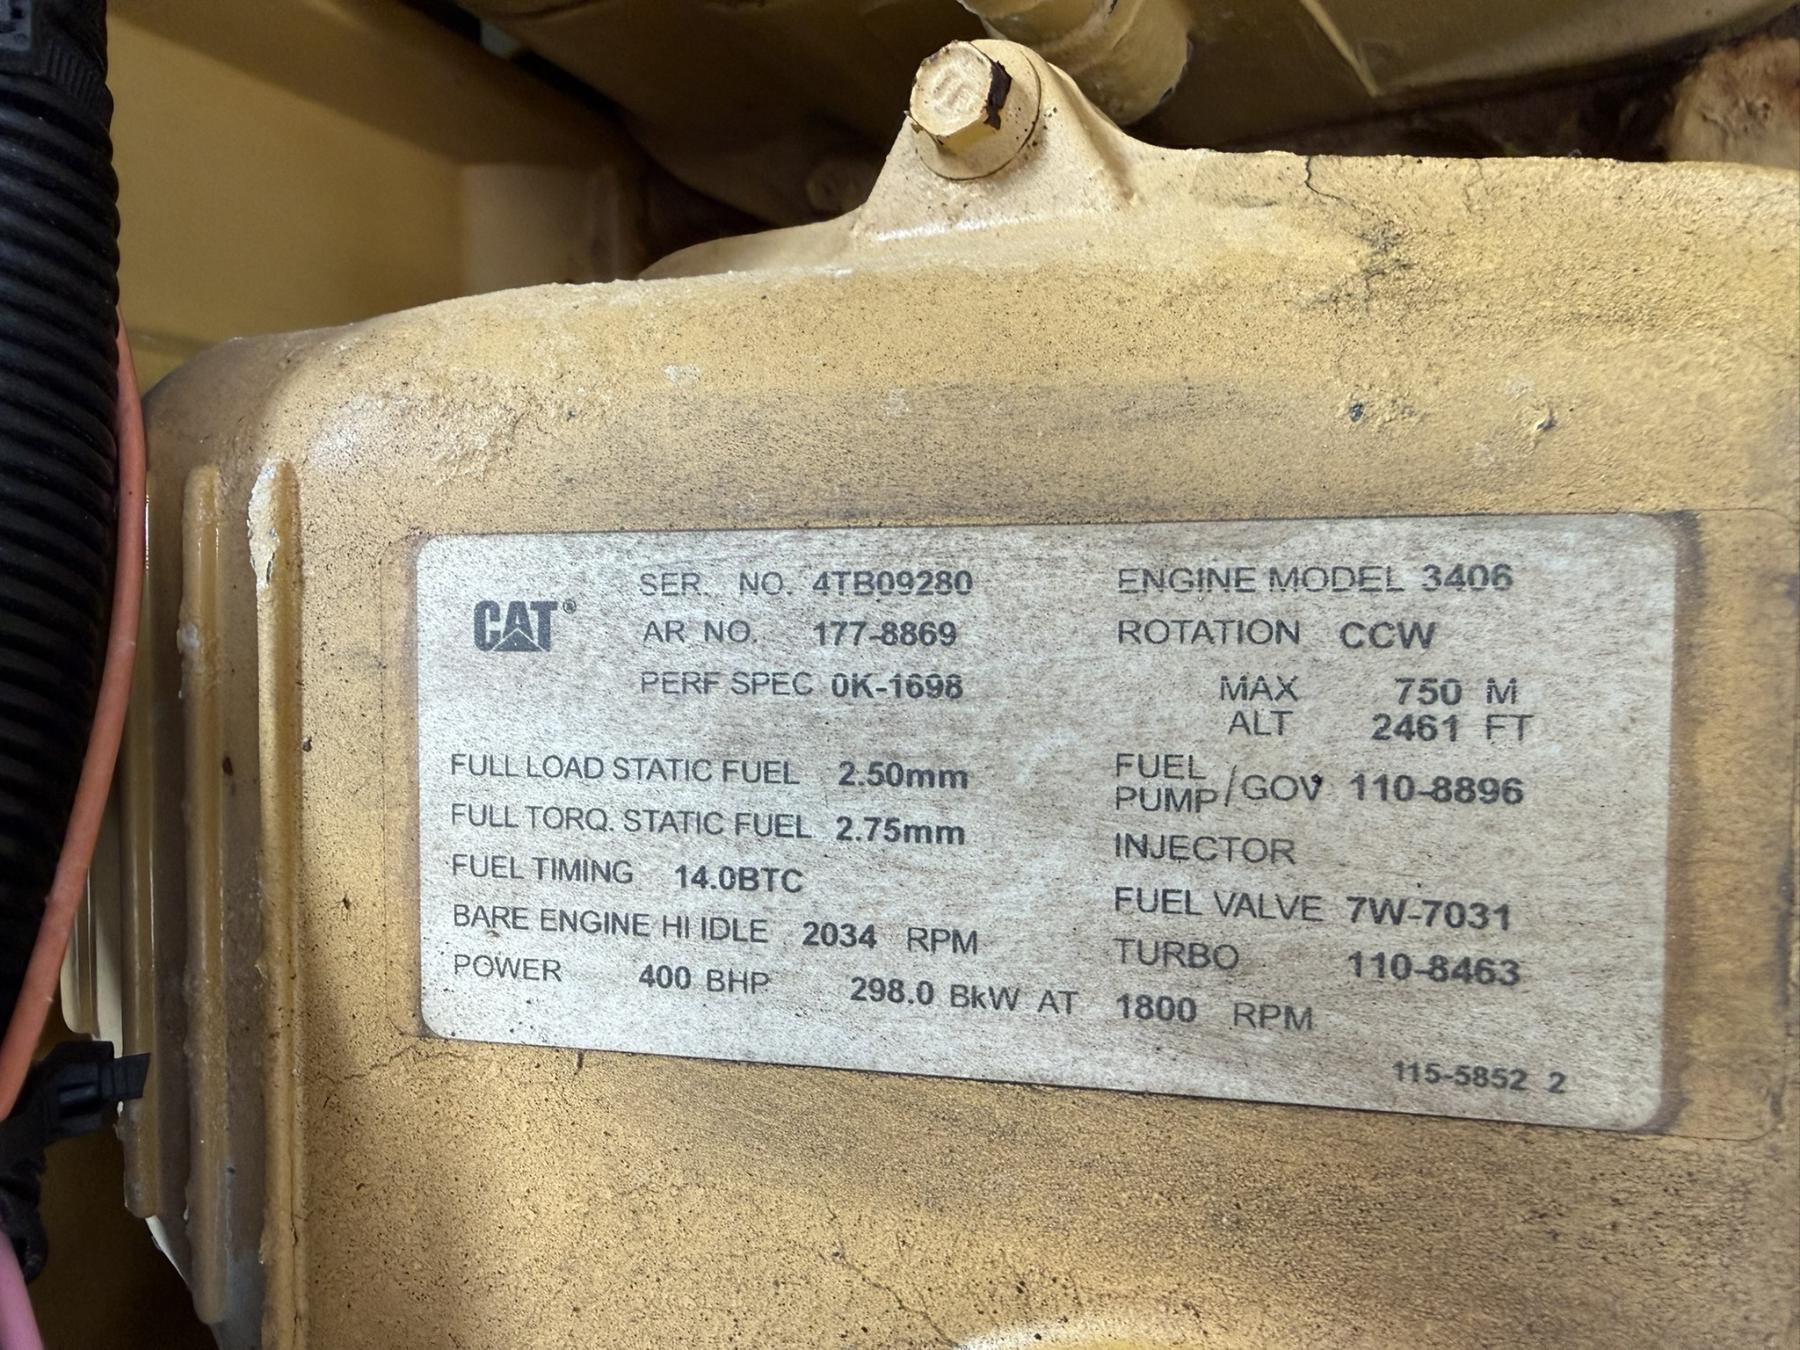 CAT®
SER. NO. 4TB09280
AR NO. 177-8869
PERF SPEC 0K-1698
FULL LOAD STATIC FUEL 2.50mm
FULL TORQ. STATIC FUEL 2.75mm
FUEL TIMING 14.0BTC
BARE ENGINE HI IDLE 2034 RPM
POWER 400 BHP 298.0 BkW AT 1800 RPM
ENGINE MODEL 3406
ROTATION CCW
MAX 750 M
ALT 2461 FT
FUEL
PUMP/GOV 110-8896
INJECTOR
FUEL VALVE 7W-7031
TURBO 110-8463
115-5852 2